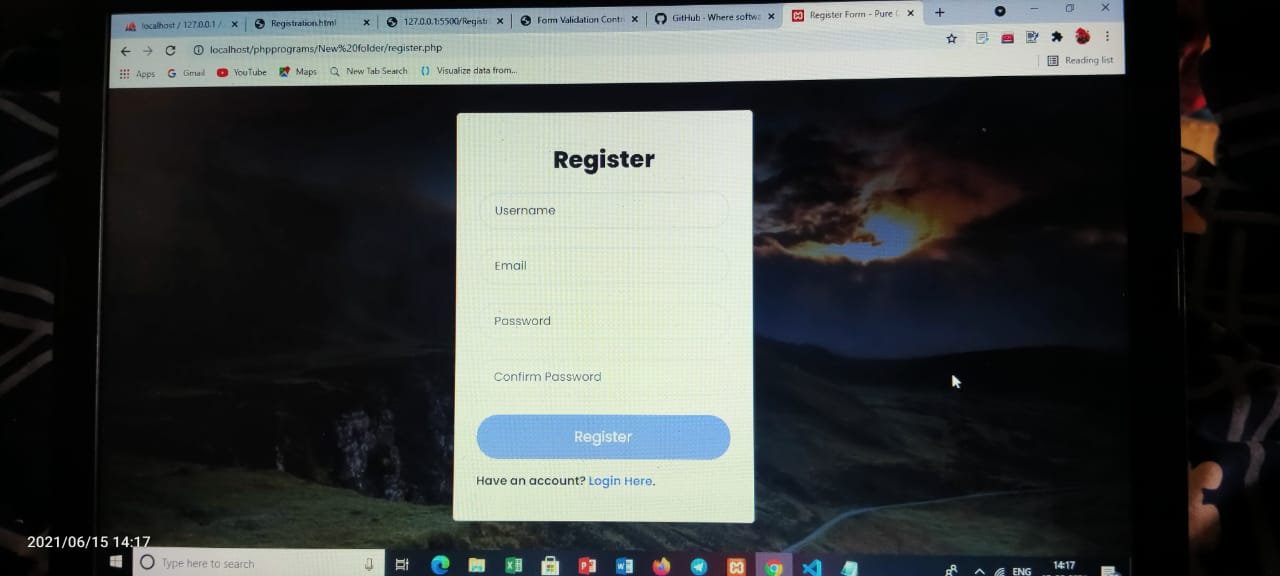 localhost / 127.0.0.1 /
Registration.html
127.0.0.1:5500/Registr
Form Validation Contr
GitHub - Where softwa
Register Form - Pure C
localhost/phpprograms/New%20folder/register.php
Apps
Gmail
YouTube
Maps
New Tab Search
Visualize data from...
Reading list
Register
Username
Email
Password
Confirm Password
Register
Have an account? Login Here.
2021/06/15 14:17
Type here to search
ENG
14:17